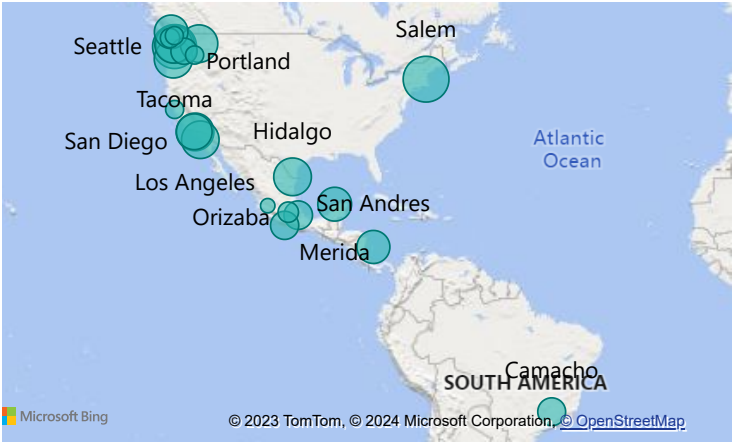 Salem
Seattle
Portland
Tacoma
Hidalgo
San Diego
Atlantic
Ocean
Los Angeles
San Andres
Orizaba
Merida
Camacho
SOUTH AMERICA
Microsoft Bing
© 2023 TomTom, © 2024 Microsoft Corporation, © OpenStreetMap